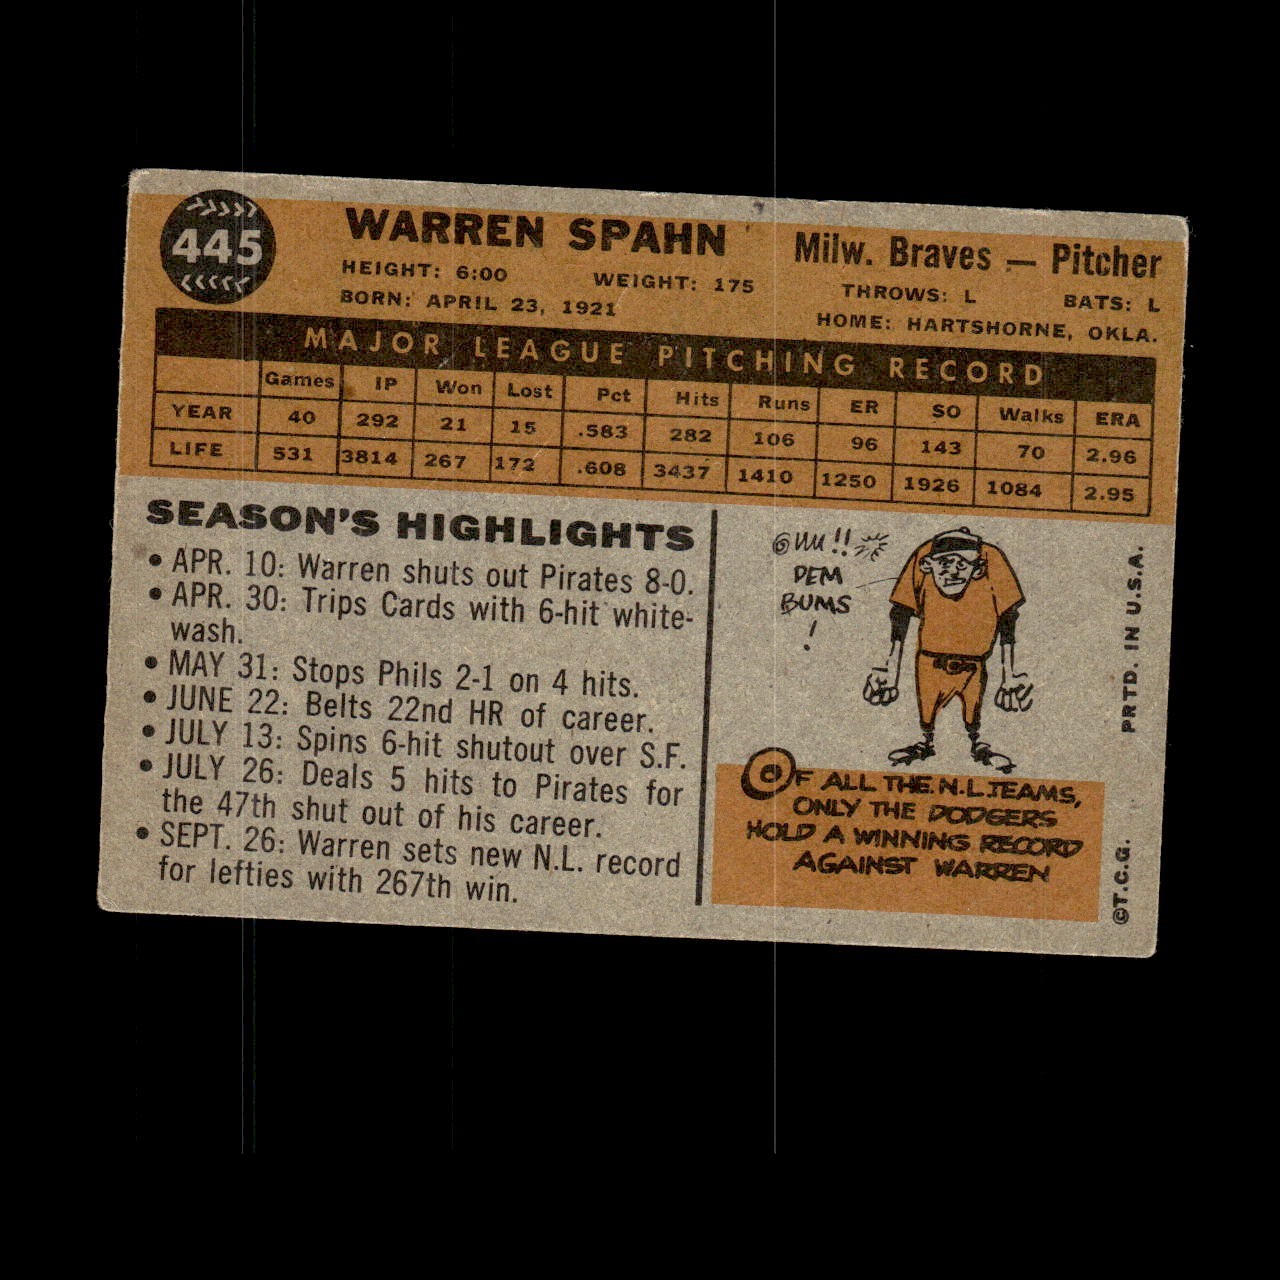 445
WARREN SPAHN
Milw. Braves — Pitcher
HEIGHT: 6:00 WEIGHT: 175 THROWS: L BATS: L
BORN: APRIL 23, 1921 HOME: HARTSHORNE, OKLA.
MAJOR LEAGUE PITCHING RECORD
Games IP Won Lost Pct Hits Runs ER SO Walks ERA
YEAR 40 292 21 15 .583 282 106 96 143 70 2.96
LIFE 531 3814 267 172 .608 3437 1410 1250 1926 1084 2.95
SEASON'S HIGHLIGHTS
• APR. 10: Warren shuts out Pirates 8-0.
• APR. 30: Trips Cards with 6-hit white-
wash.
• MAY 31: Stops Phils 2-1 on 4 hits.
• JUNE 22: Belts 22nd HR of career.
• JULY 13: Spins 6-hit shutout over S.F.
• JULY 26: Deals 5 hits to Pirates for
the 47th shut out of his career.
• SEPT. 26: Warren sets new N.L. record
for lefties with 267th win.
DEM
BUMS
!
OF ALL THE N.L. TEAMS,
ONLY THE DODGERS
HOLD A WINNING RECORD
AGAINST WARREN
©T.C.G. PRTD. IN U.S.A.